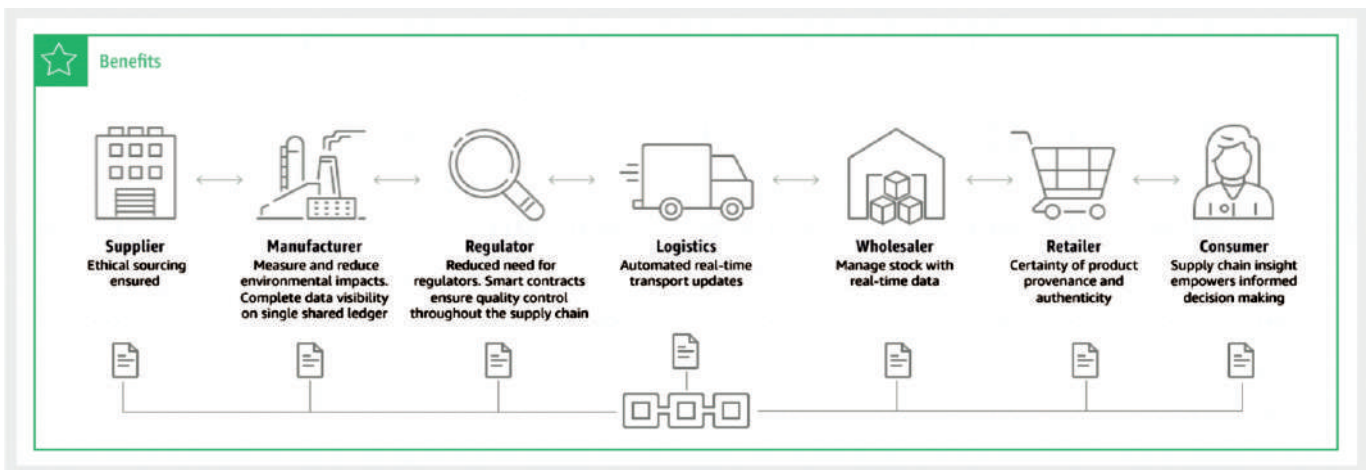 Benefits
Supplier
Ethical sourcing
ensured
Manufacturer
Measure and reduce
environmental impacts.
Complete data visibility
on single shared ledger
Regulator
Reduced need for
regulators. Smart contracts
ensure quality control
throughout the supply chain
Logistics
Automated real-time
transport updates
Wholesaler
Manage stock with
real-time data
Retailer
Certainty of product
provenance and
authenticity
Consumer
Supply chain insight
empowers informed
decision making